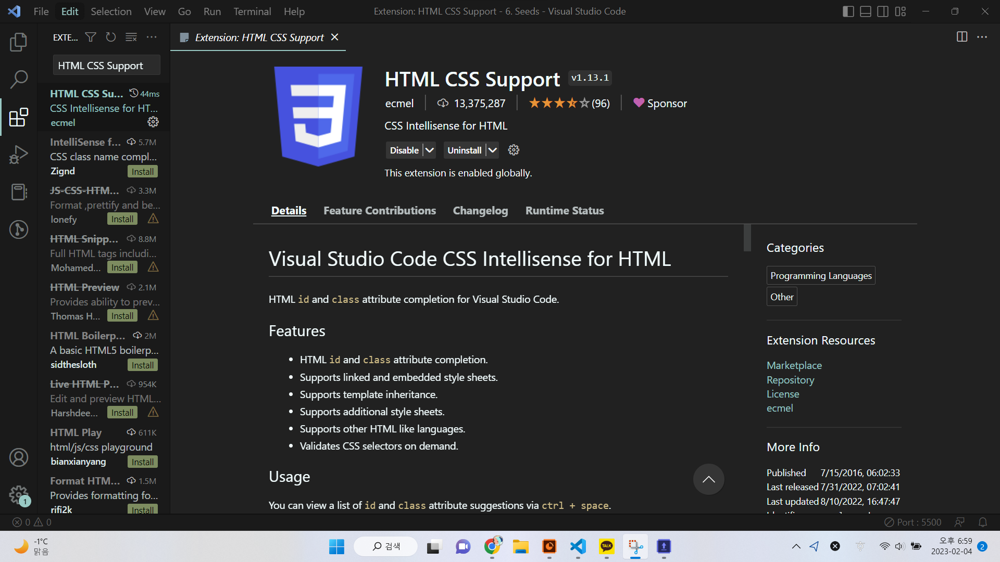 File Edit Selection View Go Run Terminal Help
Extension: HTML CSS Support - 6. Seeds - Visual Studio Code
EXTE...
HTML CSS Support
HTML CSS Su... 44ms
CSS Intellisense for HT...
ecmel
IntelliSense f... 5.7M
CSS class name compl...
Zignd Install
JS-CSS-HTM... 3.3M
Format ,prettify and be...
lonefy Install
HTML Snipp... 8.8M
Full HTML tags includi...
Mohamed... Install
HTML Preview 2.1M
Provides ability to prev...
Thomas H... Install
HTML Boilerp... 2M
A basic HTML5 boilerp...
sidthesloth Install
Live HTML P... 954K
Edit and preview HTML...
Harshdee... Install
HTML Play 611K
html/js/css playground
bianxianyang Install
Format HTM... 1.5M
Provides formatting fo...
rifi2k Install
1
Extension: HTML CSS Support
HTML CSS Support v1.13.1
ecmel 13,375,287 (96) Sponsor
CSS Intellisense for HTML
Disable Uninstall
This extension is enabled globally.
Details Feature Contributions Changelog Runtime Status
Visual Studio Code CSS Intellisense for HTML
HTML id and class attribute completion for Visual Studio Code.
Features
• HTML id and class attribute completion.
• Supports linked and embedded style sheets.
• Supports template inheritance.
• Supports additional style sheets.
• Supports other HTML like languages.
• Validates CSS selectors on demand.
Usage
You can view a list of id and class attribute suggestions via ctrl + space.
Categories
Programming Languages
Other
Extension Resources
Marketplace
Repository
License
ecmel
More Info
Published 7/15/2016, 06:02:33
Last released 7/31/2022, 07:02:41
Last updated 8/10/2022, 16:47:47
0 0
Port : 5500
-1°C
맑음
검색
TALK
오후 6:59
2023-02-04
2